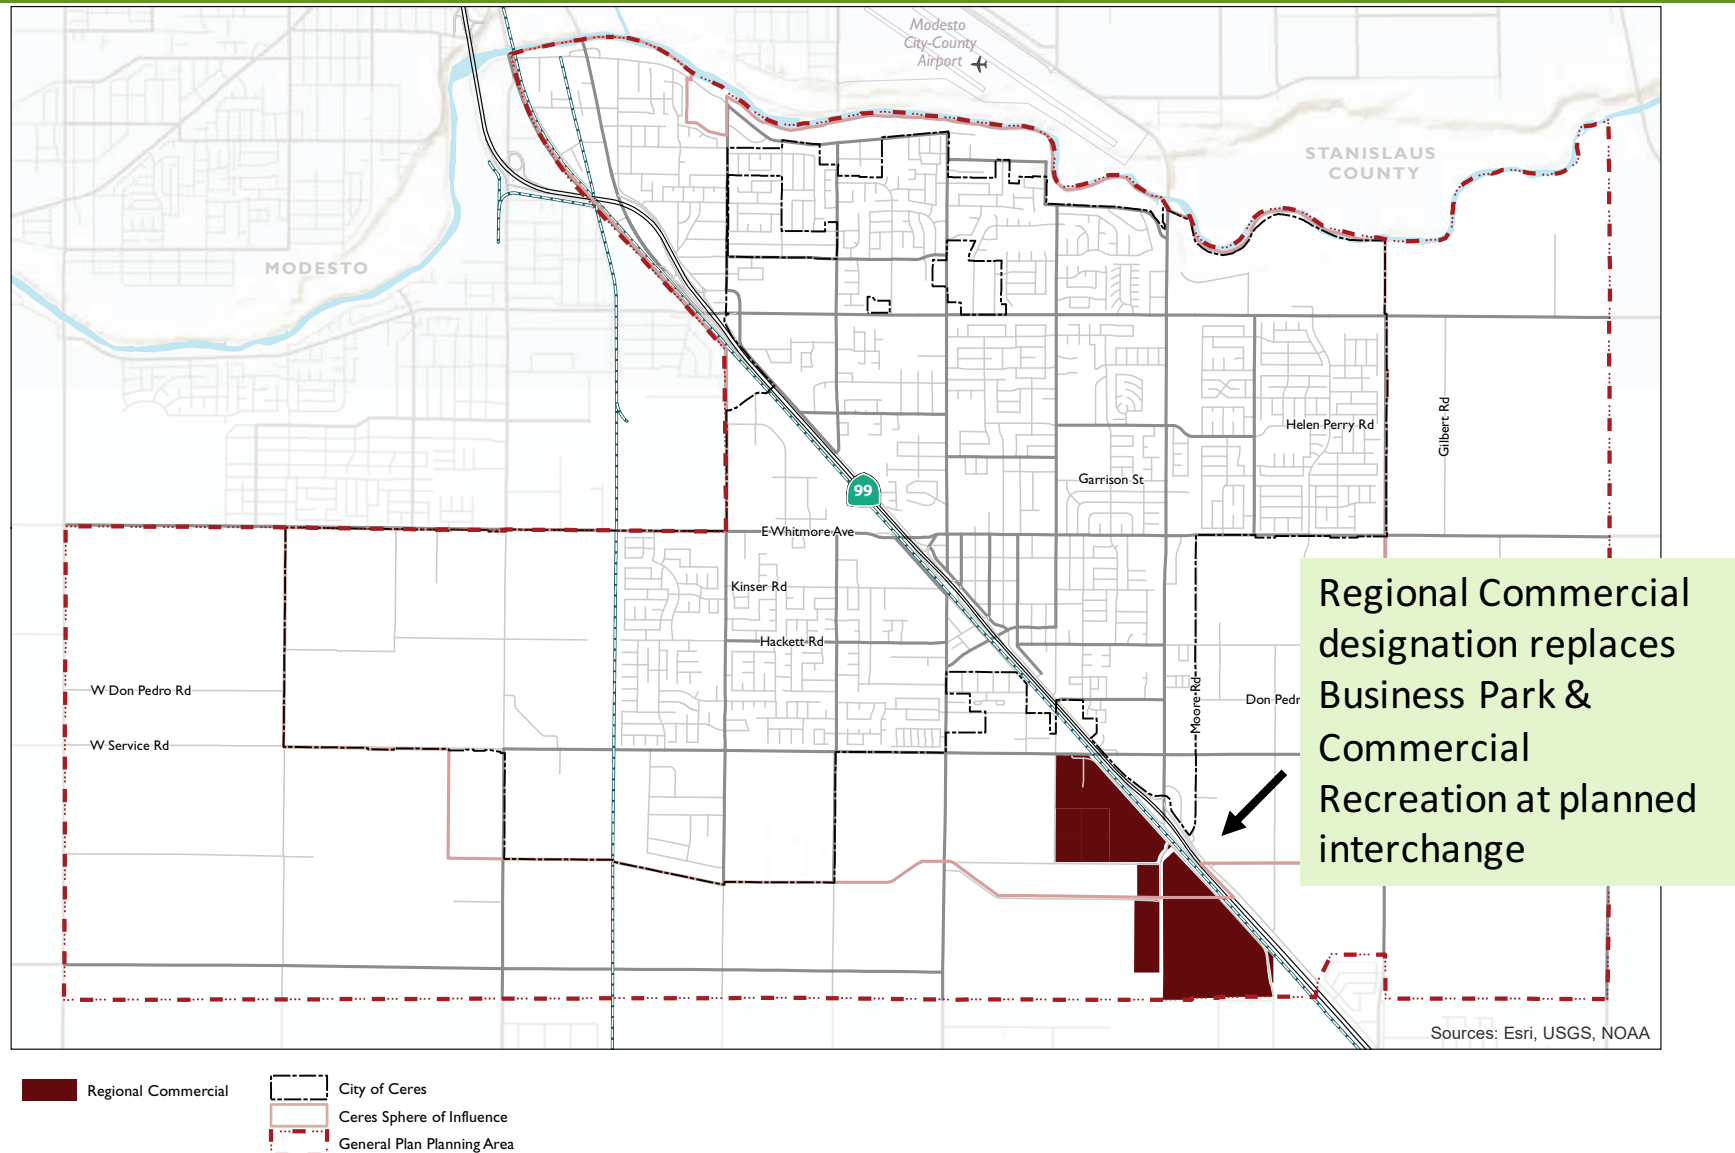 Modesto
City-County
Airport
STANISLAUS
COUNTY
MODESTO
Helen Perry Rd
Gilbert Rd
Garrison St
99
E Whitmore Ave
Kinser Rd
Hackett Rd
W Don Pedro Rd
Moore Rd
Don Pedr
W Service Rd
Regional Commercial
designation replaces
Business Park &
Commercial
Recreation at planned
interchange
Sources: Esri, USGS, NOAA
Regional Commercial
City of Ceres
Ceres Sphere of Influence
General Plan Planning Area